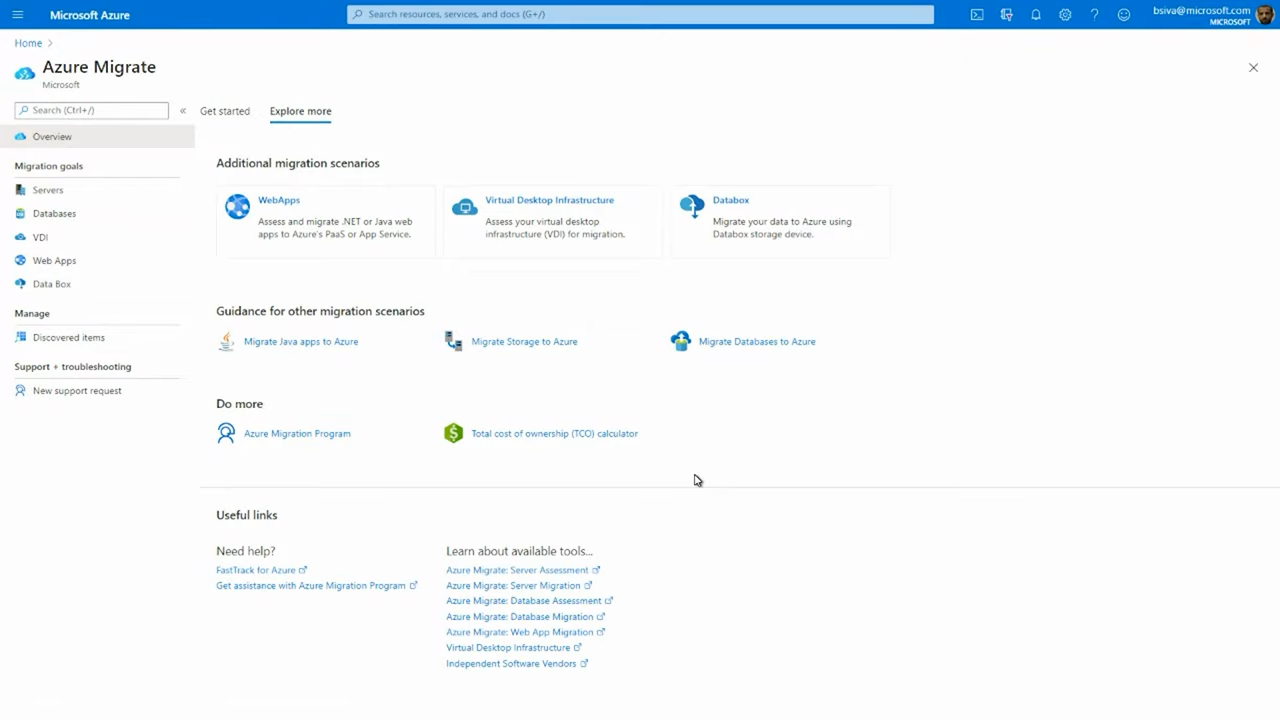 Microsoft Azure
Search resources, services, and docs (G+/)
bsiva@microsoft.com
MICROSOFT
Home
Azure Migrate
Microsoft
Search (Ctrl+/)
Overview
Migration goals
Servers
Databases
VDI
Web Apps
Data Box
Manage
Discovered items
Support + troubleshooting
New support request
Get started
Explore more
Additional migration scenarios
WebApps
Assess and migrate .NET or Java web
apps to Azure's PaaS or App Service.
Virtual Desktop Infrastructure
Assess your virtual desktop
infrastructure (VDI) for migration.
Databox
Migrate your data to Azure using
Databox storage device.
Guidance for other migration scenarios
Migrate Java apps to Azure
Migrate Storage to Azure
Migrate Databases to Azure
Do more
Azure Migration Program
Total cost of ownership (TCO) calculator
Useful links
Need help?
FastTrack for Azure
Get assistance with Azure Migration Program
Learn about available tools...
Azure Migrate: Server Assessment
Azure Migrate: Server Migration
Azure Migrate: Database Assessment
Azure Migrate: Database Migration
Azure Migrate: Web App Migration
Virtual Desktop Infrastructure
Independent Software Vendors